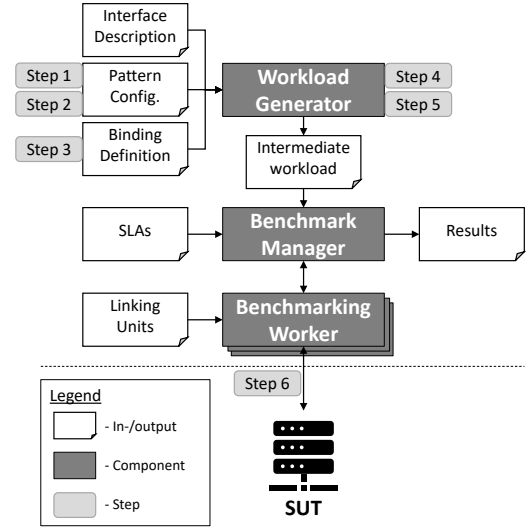 Interface
Description
Step 1
Step 2
Pattern
Config.
Workload
Generator
Step 4
Step 5
Step 3
Binding
Definition
Intermediate
workload
SLAs
Benchmark
Manager
Results
Linking
Units
Benchmarking
Worker
Step 6
Legend
- In-/output
- Component
- Step
SUT